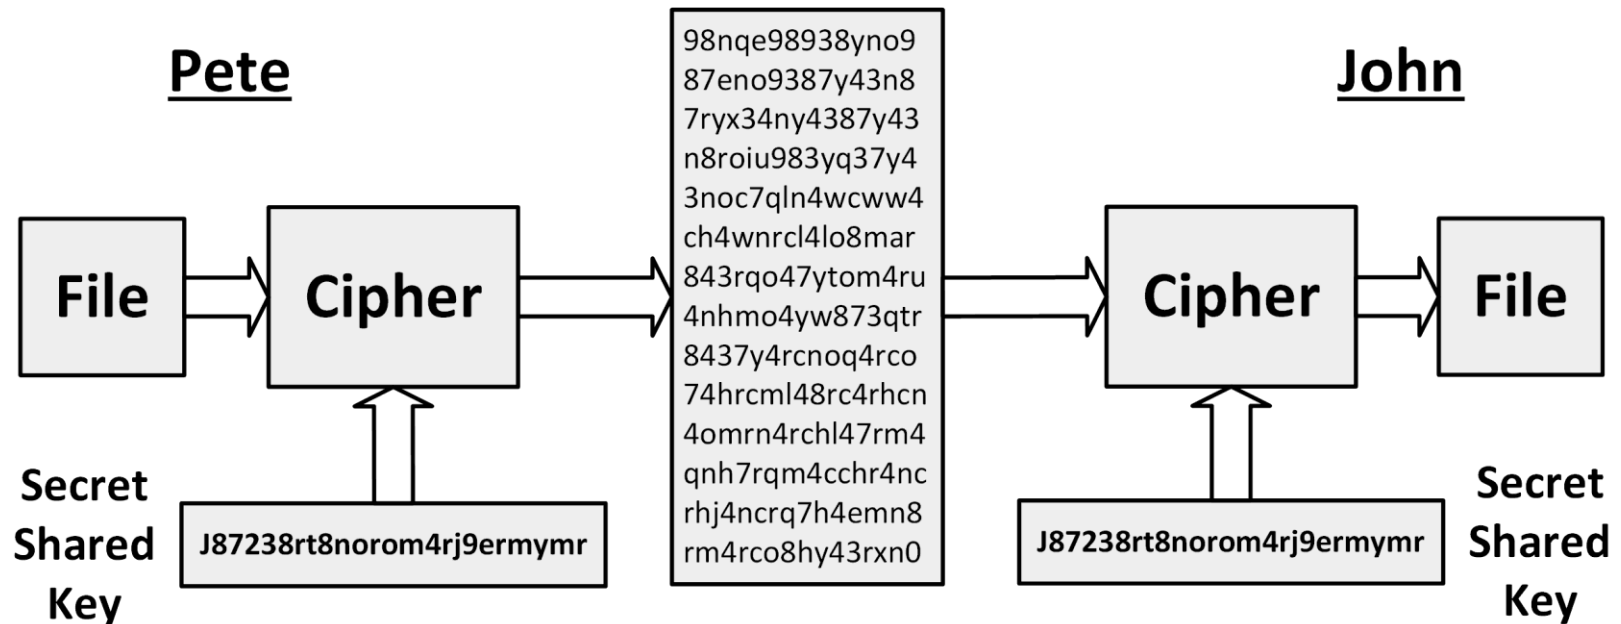 Pete
John
98nqe98938yno9
87eno9387y43n8
7ryx34ny4387y43
n8roiu983yq37y4
3noc7qln4wcww4
ch4wnrcl4lo8mar
843rqo47ytom4ru
4nhmo4yw873qtr
8437y4rcnoq4rco
74hrcml48rc4rhcn
4omrn4rchl47rm4
qnh7rqm4cchr4nc
rhj4ncrq7h4emn8
rm4rco8hy43rxn0
File
Cipher
Cipher
File
Secret
Shared
Key
J87238rt8norom4rj9ermymr
J87238rt8norom4rj9ermymr
Secret
Shared
Key